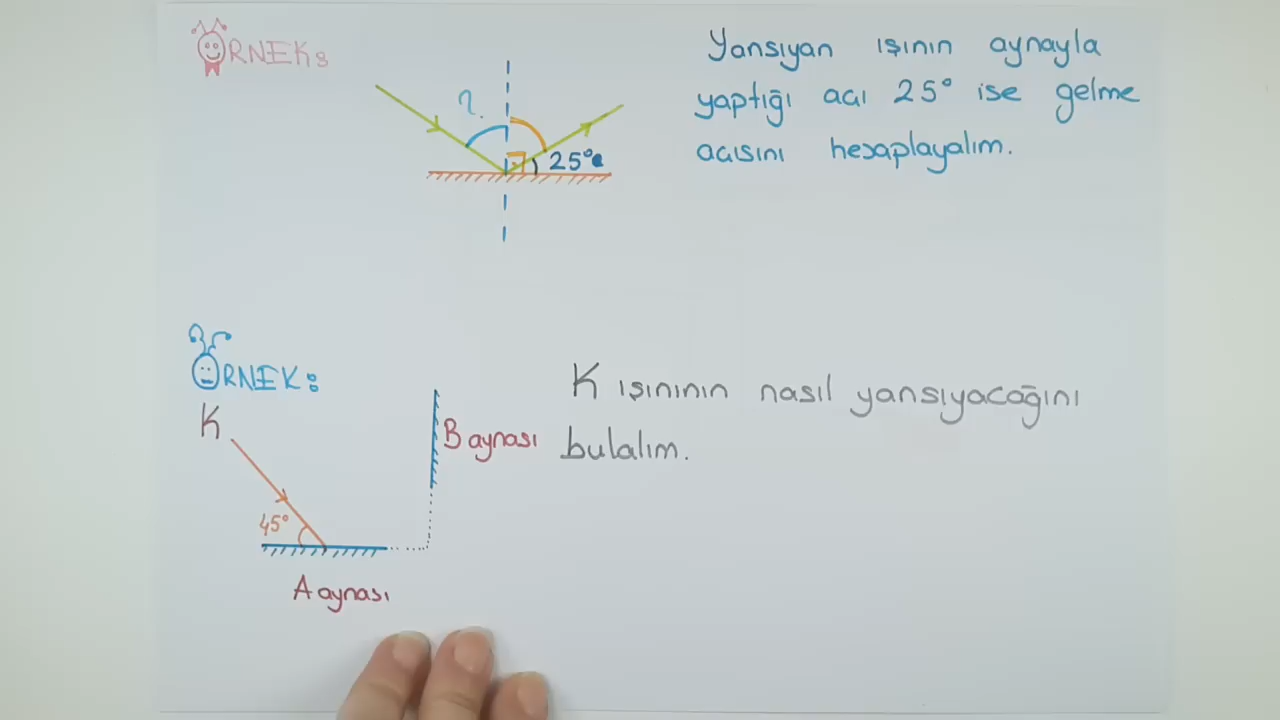 ÖRNEK:
?
25°
Yansıyan ışının aynayla
yaptığı açı 25° ise gelme
açısını hesaplayalım.
ÖRNEK:
K
45°
B aynası
A aynası
K ışınının nasıl yansıyacağını
bulalım.